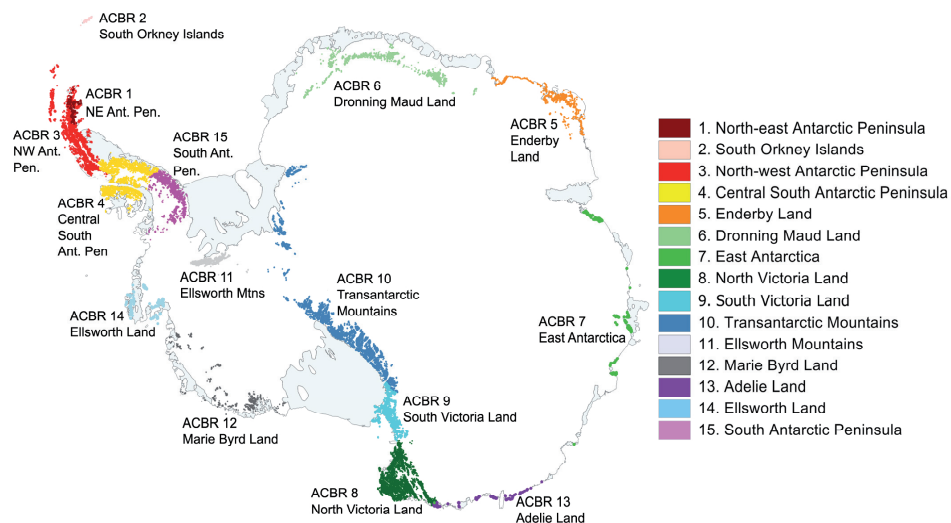 ACBR 2
South Orkney Islands
ACBR 1
NE Ant. Pen.
ACBR 3
NW Ant.
Pen.
ACBR 15
South Ant.
Pen.
ACBR 4
Central
South
Ant. Pen
ACBR 6
Dronning Maud Land
ACBR 5
Enderby
Land
ACBR 11
Ellsworth Mtns
ACBR 10
Transantarctic
Mountains
ACBR 14
Ellsworth Land
ACBR 7
East Antarctica
ACBR 9
South Victoria Land
ACBR 12
Marie Byrd Land
ACBR 8
North Victoria Land
ACBR 13
Adelie Land
1. North-east Antarctic Peninsula
2. South Orkney Islands
3. North-west Antarctic Peninsula
4. Central South Antarctic Peninsula
5. Enderby Land
6. Dronning Maud Land
7. East Antarctica
8. North Victoria Land
9. South Victoria Land
10. Transantarctic Mountains
11. Ellsworth Mountains
12. Marie Byrd Land
13. Adelie Land
14. Ellsworth Land
15. South Antarctic Peninsula